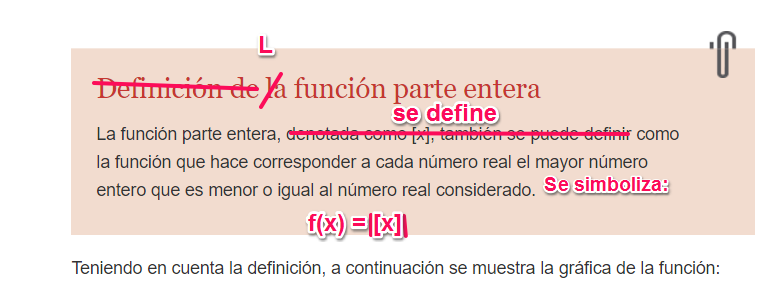 L
Definición de la función parte entera
se define
La función parte entera, denotada como [x], también se puede definir como
la función que hace corresponder a cada número real el mayor número
entero que es menor o igual al número real considerado. Se simboliza:
f(x) =|[x]|
Teniendo en cuenta la definición, a continuación se muestra la gráfica de la función: